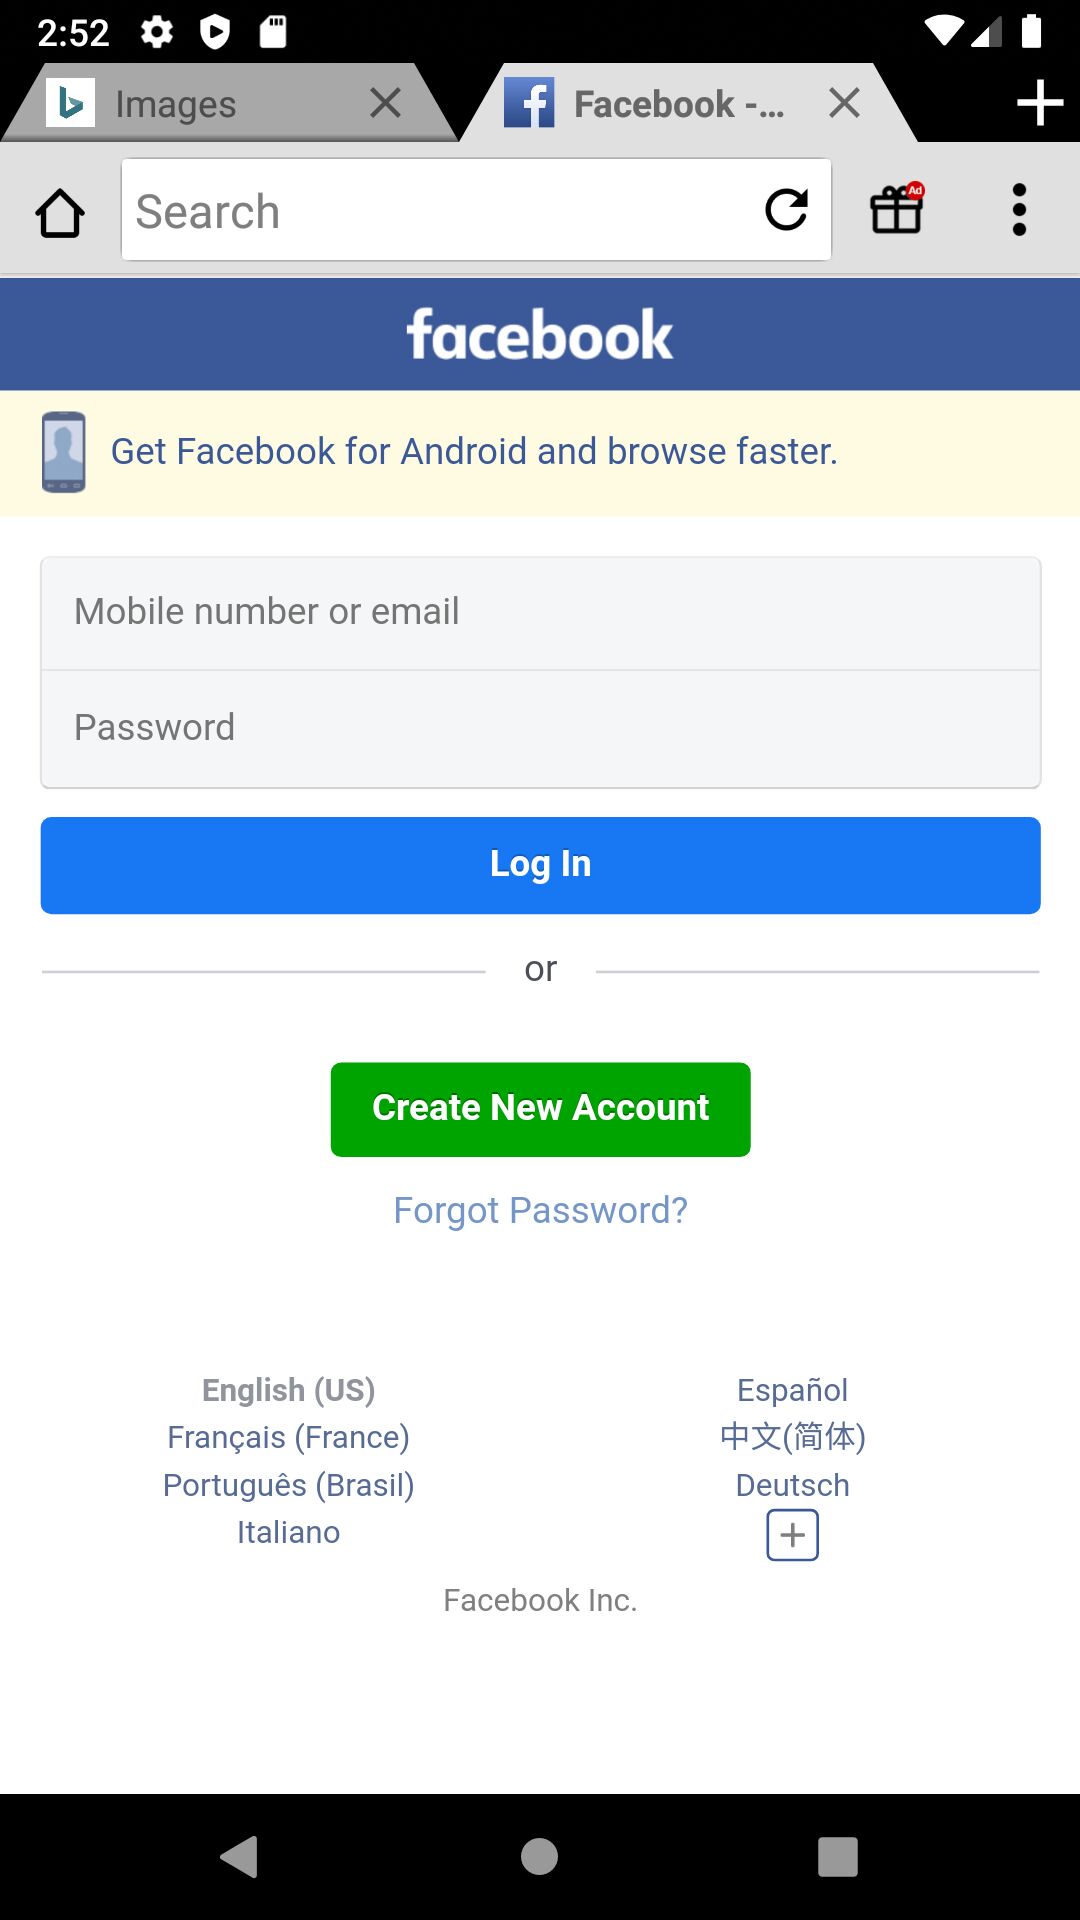 2:52
Images
Facebook -...
Search
Ad
facebook
Get Facebook for Android and browse faster.
Mobile number or email
Password
Log In
or
Create New Account
Forgot Password?
English (US)
Español
Français (France)
中文(简体)
Português (Brasil)
Deutsch
Italiano
Facebook Inc.